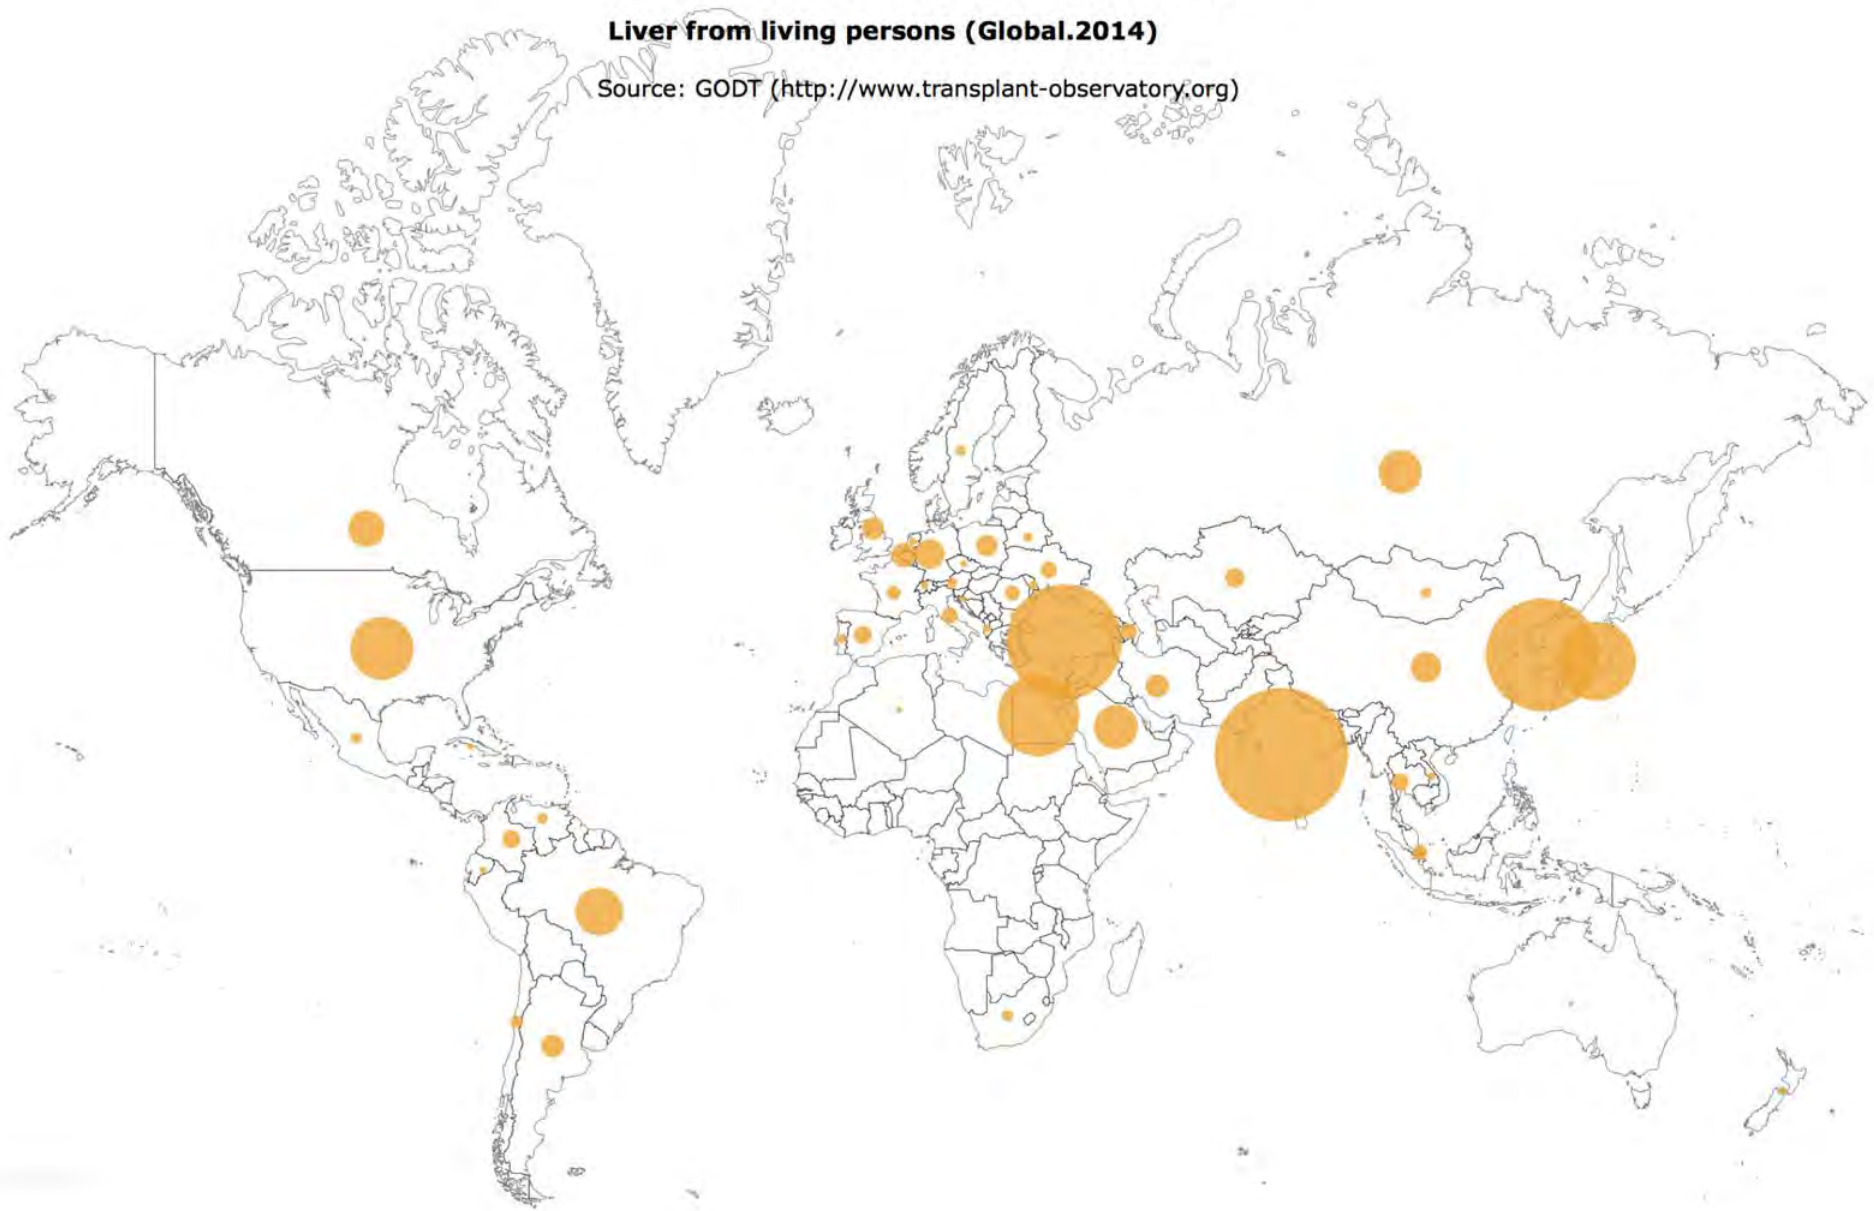 Liver from living persons (Global.2014)
Source: GODT (http://www.transplant-observatory.org)